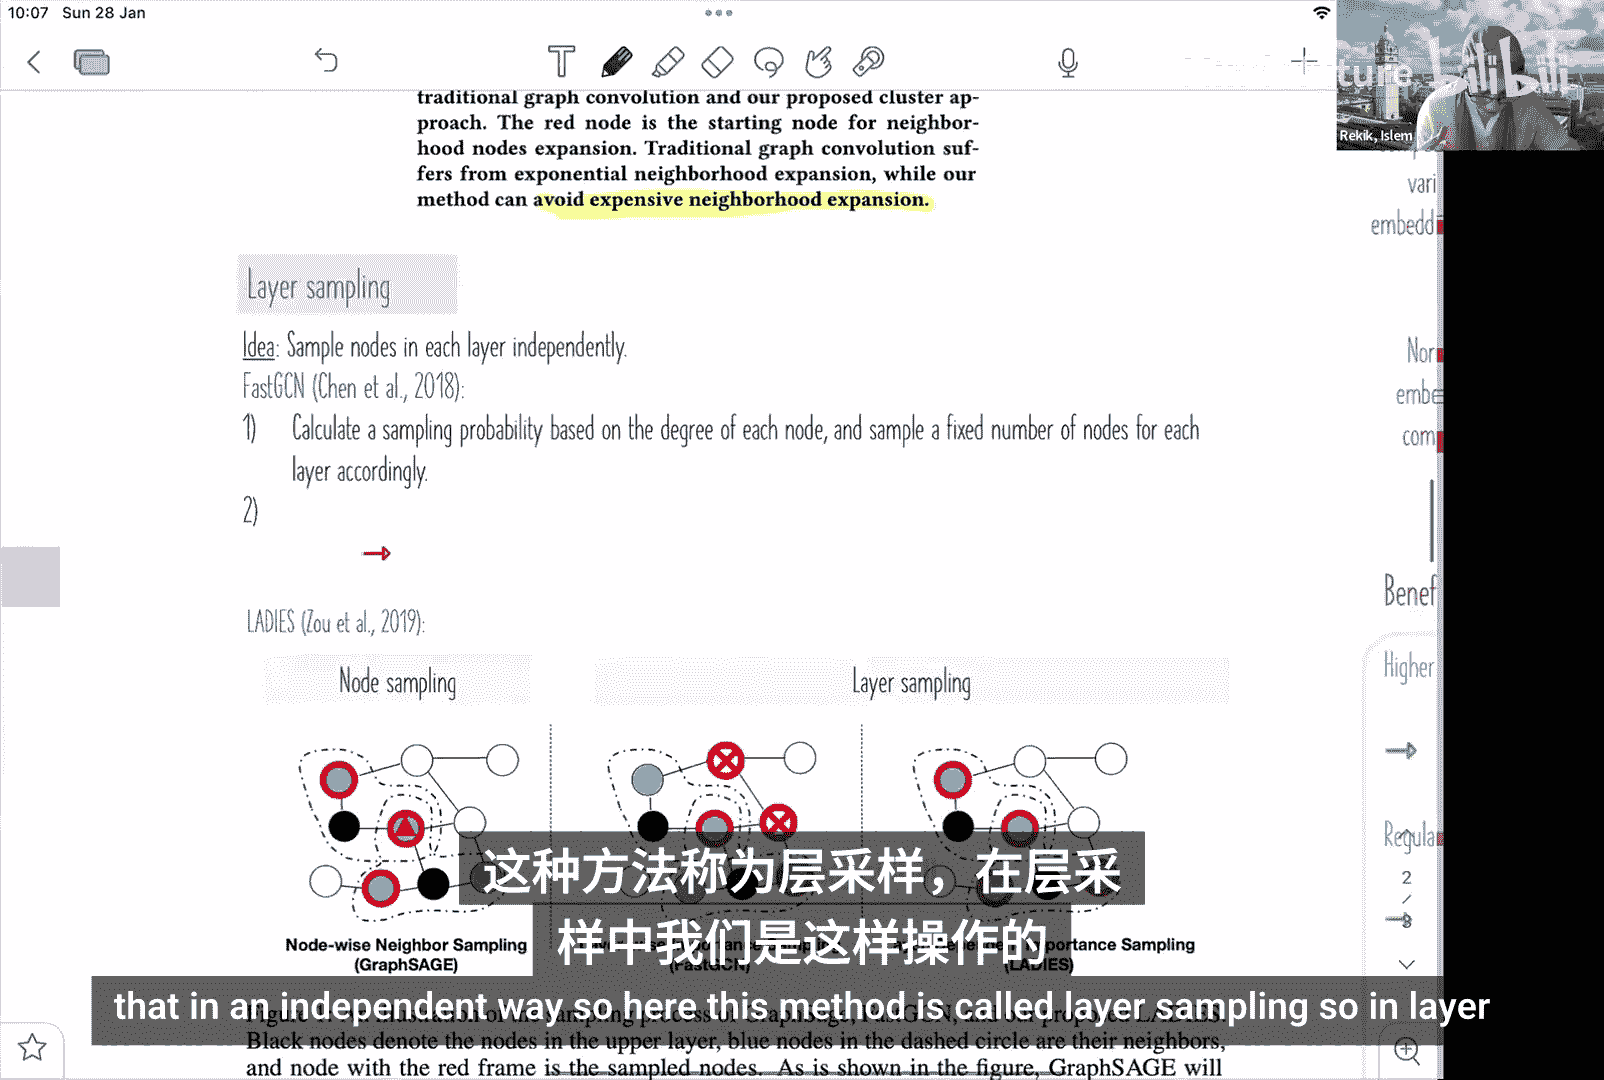 10:07 Sun 28 Jan
traditional graph convolution and our proposed cluster ap-
proach. The red node is the starting node for neighbor-
hood nodes expansion. Traditional graph convolution suf-
fers from exponential neighborhood expansion, while our
method can avoid expensive neighborhood expansion.
Layer sampling
Idea: Sample nodes in each layer independently.
FastGCN (Chen et al., 2018):
1) Calculate a sampling probability based on the degree of each node, and sample a fixed number of nodes for each
layer accordingly.
2)
LADIES (Zou et al., 2019):
Node sampling
Layer sampling
Node-wise Neighbor Sampling
(GraphSAGE)
(FastGCN)
Importance Sampling
(LADIES)
这种方法称为层采样，在层采
样中我们是这样操作的
that in an independent way so here this method is called layer sampling so in layer
Black nodes denote the nodes in the upper layer, blue nodes in the dashed circle are their neighbors,
and node with the red frame is the sampled nodes. As is shown in the figure, GraphSAGE will
ture
bilibili
Rekik, Islem
vari
embedd
Nor
embe
com
Benef
Higher
Regula
2